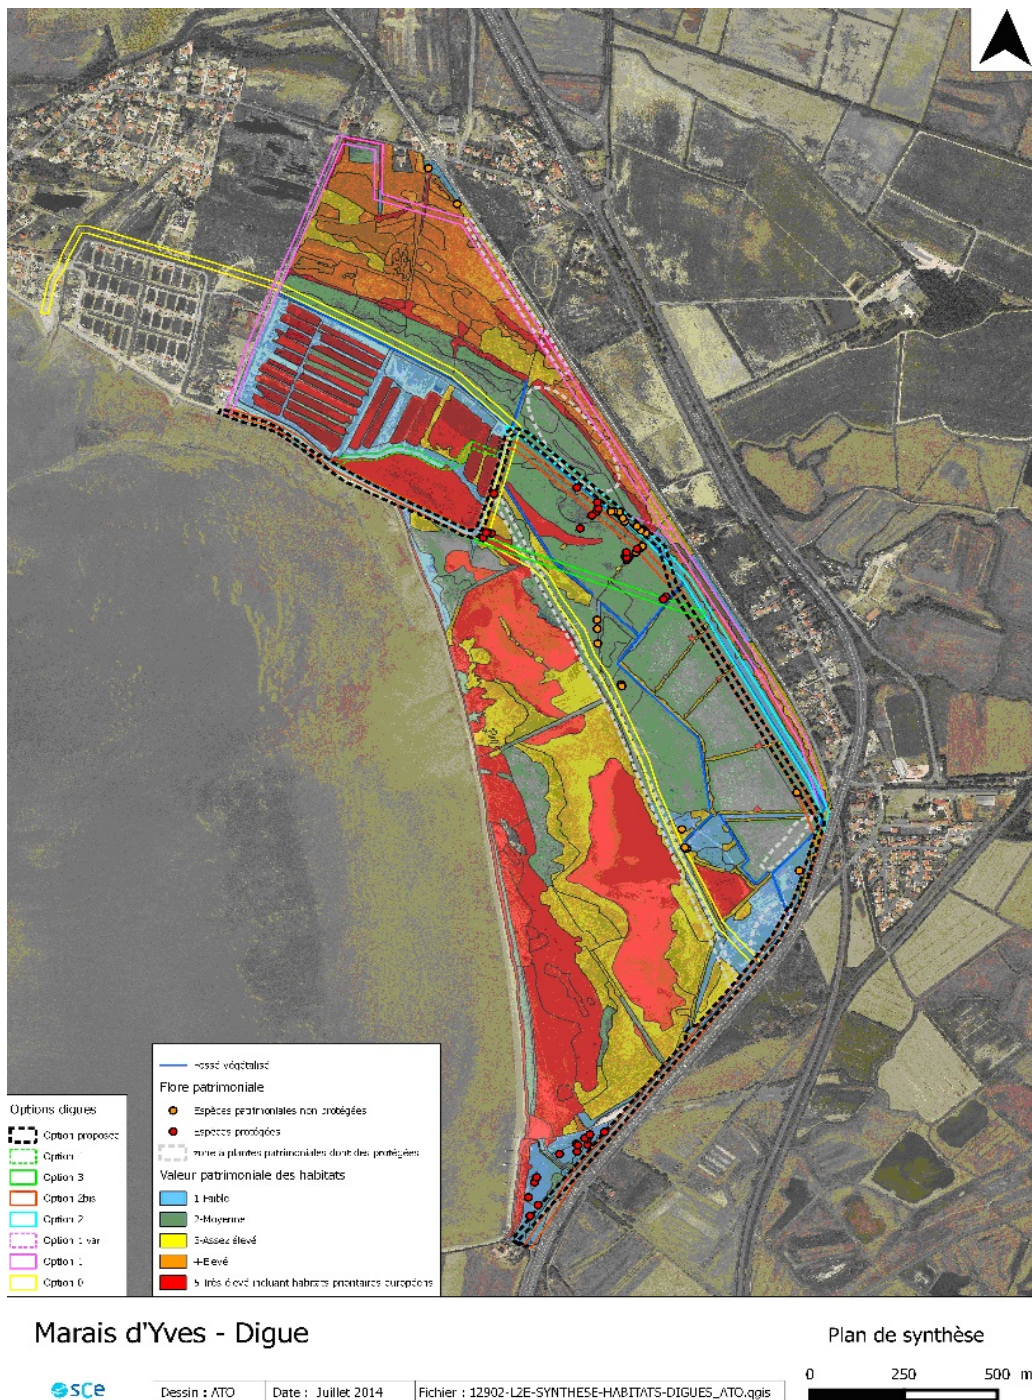 Fossé végétalisé
Flore patrimoniale
Espèces patrimoniales non protégées
Espèces protégées
zone à plantes patrimoniales dont des protégées
Valeur patrimoniale des habitats
1-Faible
2-Moyenne
3-Assez élevé
4-Elevé
5-Très élevé incluant habitats prioritaires européens
Options digues
Option proposée
Option
Option 3
Option 2bis
Option 2
Option 1 var
Option 1
Option 0
Marais d'Yves - Digue
Plan de synthèse
sce
Dessin : ATO
Date : Juillet 2014
Fichier : 12902-L2E-SYNTHESE-HABITATS-DIGUES_ATO.qgis
0 250 500 m